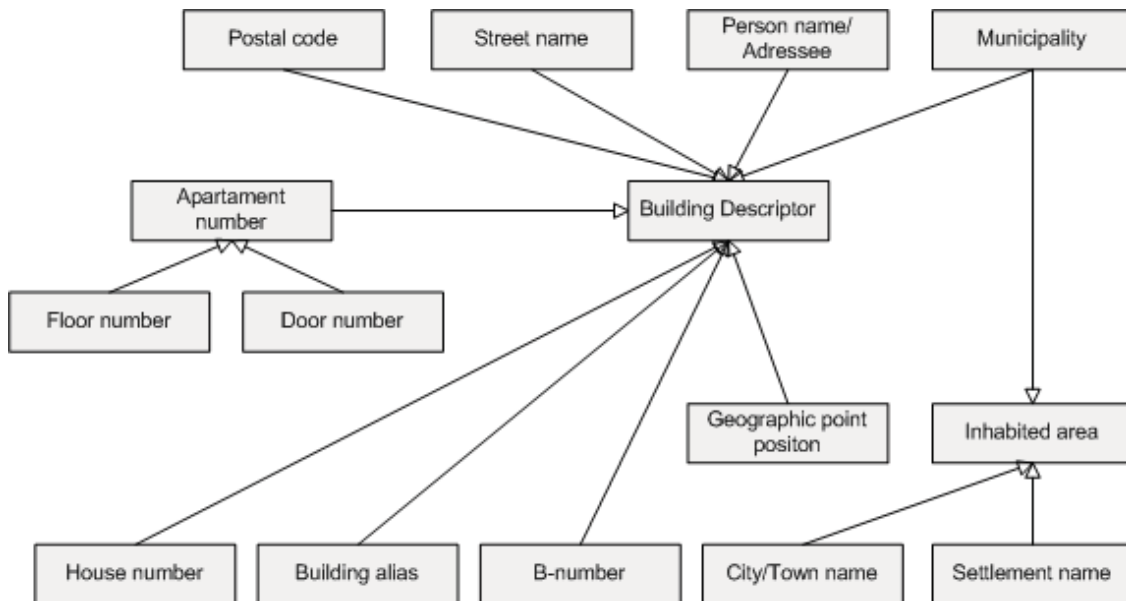 Postal code
Street name
Person name/
Adressee
Municipality
Apartament
number
Building Descriptor
Floor number
Door number
Geographic point
positon
Inhabited area
House number
Building alias
B-number
City/Town name
Settlement name